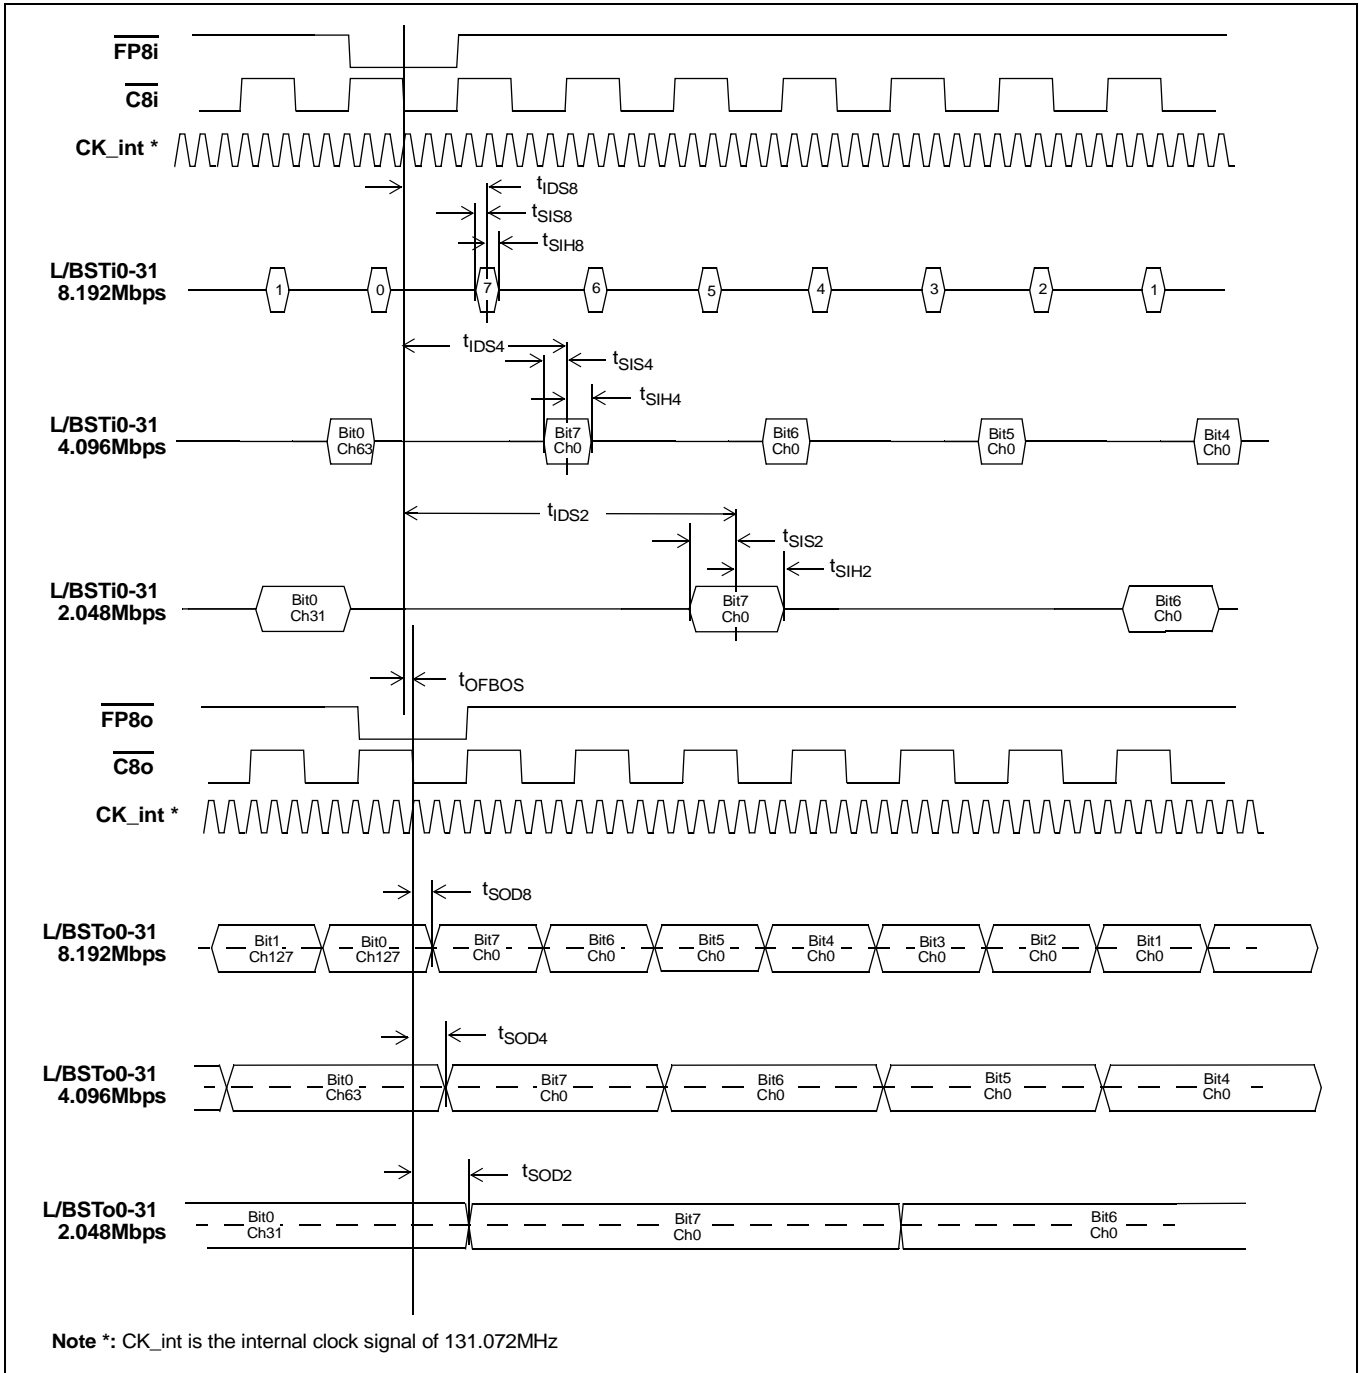 FP8i
C8i
CK_int *
tIDS8
tSIS8
tSIH8
L/BSTi0-31
8.192Mbps
1 0 7 6 5 4 3 2 1
tIDS4
tSIS4
tSIH4
L/BSTi0-31
4.096Mbps
Bit0 Bit7 Bit6 Bit5 Bit4
Ch63 Ch0 Ch0 Ch0 Ch0
tIDS2
tSIS2
tSIH2
L/BSTi0-31
2.048Mbps
Bit0 Bit7 Bit6
Ch31 Ch0 Ch0
tOFBOS
FP8o
C8o
CK_int *
tSOD8
L/BSTo0-31
8.192Mbps
Bit1 Bit0 Bit7 Bit6 Bit5 Bit4 Bit3 Bit2 Bit1
Ch127 Ch127 Ch0 Ch0 Ch0 Ch0 Ch0 Ch0 Ch0
tSOD4
L/BSTo0-31
4.096Mbps
Bit0 Bit7 Bit6 Bit5 Bit4
Ch63 Ch0 Ch0 Ch0 Ch0
tSOD2
L/BSTo0-31
2.048Mbps
Bit0 Bit7 Bit6
Ch31 Ch0 Ch0
Note *: CK_int is the internal clock signal of 131.072MHz